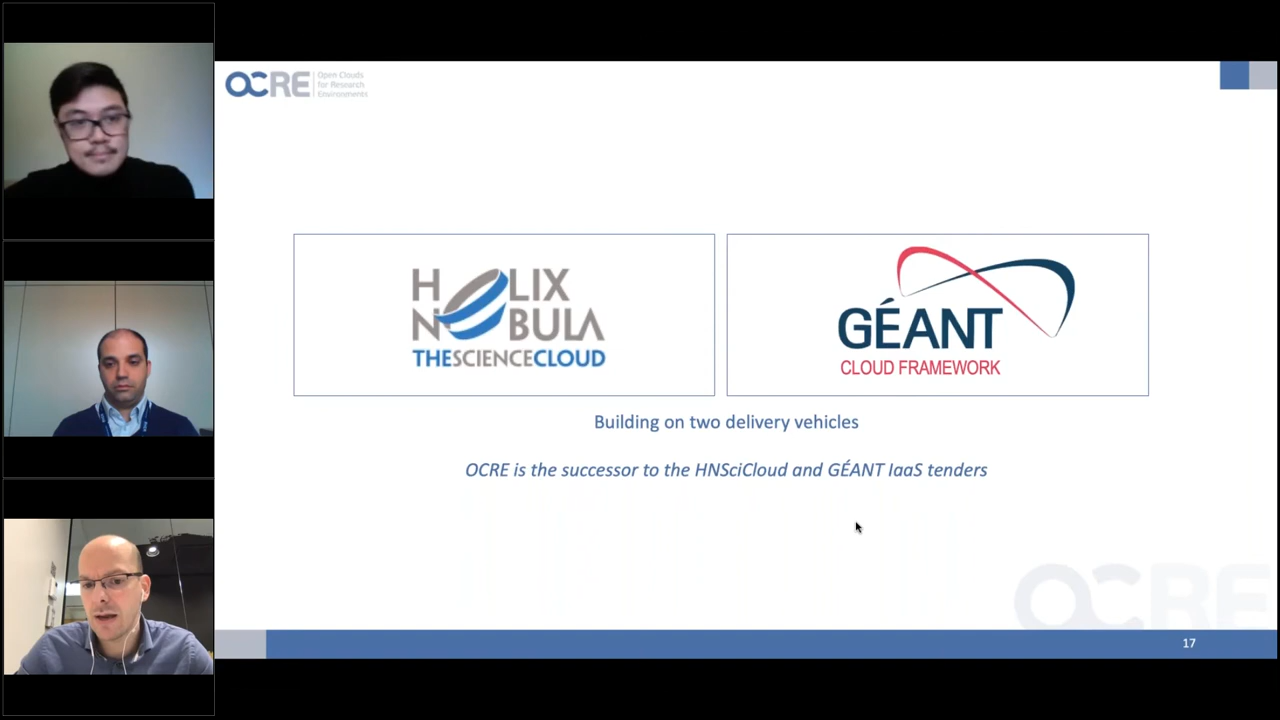 OCRE Open Clouds
for Research
Environments
HELIX
NEBULA
THESCIENCECLOUD
GÉANT
CLOUD FRAMEWORK
Building on two delivery vehicles
OCRE is the successor to the HNSciCloud and GÉANT IaaS tenders
OCRE
17